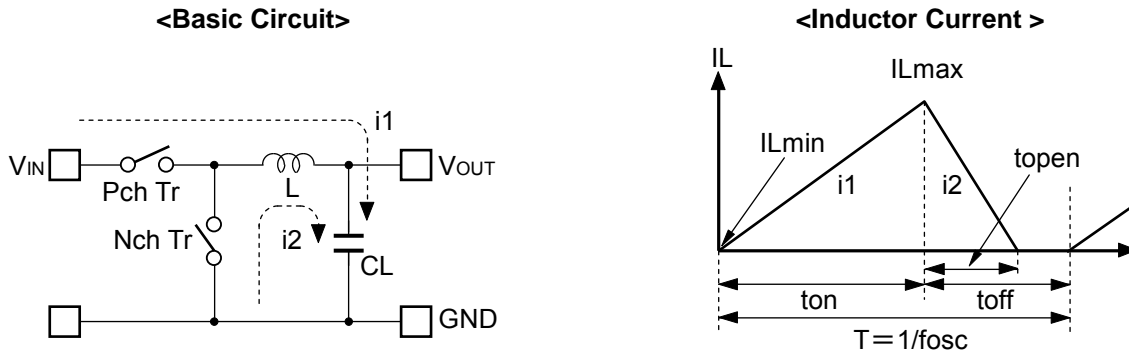 <Basic Circuit>
i1
VIN
Pch Tr
L
VOUT
Nch Tr
i2
CL
GND
<Inductor Current >
IL
ILmax
ILmin
topen
i1
i2
ton
toff
T=1/fosc